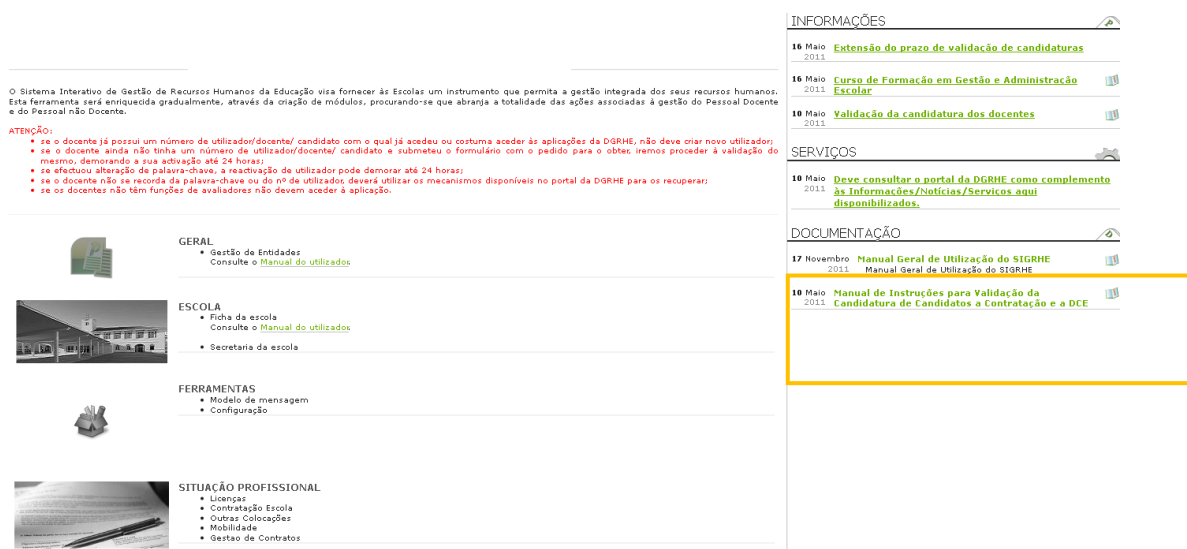 O Sistema Interativo de Gestão de Recursos Humanos da Educação visa fornecer às Escolas um instrumento que permita a gestão integrada dos seus recursos humanos.
Esta ferramenta será enriquecida gradualmente, através da criação de módulos, procurando-se que abranja a totalidade das ações associadas à gestão do Pessoal Docente
e do Pessoal não Docente.
ATENÇÃO:
• se o docente já possui um número de utilizador/docente/ candidato com o qual já acedeu ou costuma aceder às aplicações da DGRHE, não deve criar novo utilizador;
• se o docente ainda não tinha um número de utilizador/docente/ candidato e submeteu o formulário com o pedido para o obter, iremos proceder à validação do
mesmo, demorando a sua activação até 24 horas;
• se efectuou alteração de palavra-chave, a reactivação de utilizador pode demorar até 24 horas;
• se o docente não se recorda da palavra-chave ou do nº de utilizador, deverá utilizar os mecanismos disponíveis no portal da DGRHE para os recuperar;
• se os docentes não têm funções de avaliadores não devem aceder à aplicação.
GERAL
• Gestão de Entidades
Consulte o Manual do utilizador.
ESCOLA
• Ficha da escola
Consulte o Manual do utilizador.
• Secretaria da escola
FERRAMENTAS
• Modelo de mensagem
• Configuração
SITUAÇÃO PROFISSIONAL
• Licenças
• Contratação Escola
• Outras Colocações
• Mobilidade
• Gestao de Contratos
INFORMAÇÕES
16 Maio Extensão do prazo de validação de candidaturas
2011
16 Maio Curso de Formação em Gestão e Administração
2011 Escolar
10 Maio Validação da candidatura dos docentes
2011
SERVIÇOS
10 Maio Deve consultar o portal da DGRHE como complemento
2011 às Informações/Notícias/Serviços aqui
disponibilizados.
DOCUMENTAÇÃO
17 Novembro Manual Geral de Utilização do SIGRHE
2011 Manual Geral de Utilização do SIGRHE
10 Maio Manual de Instruções para Validação da
2011 Candidatura de Candidatos a Contratação e a DCE